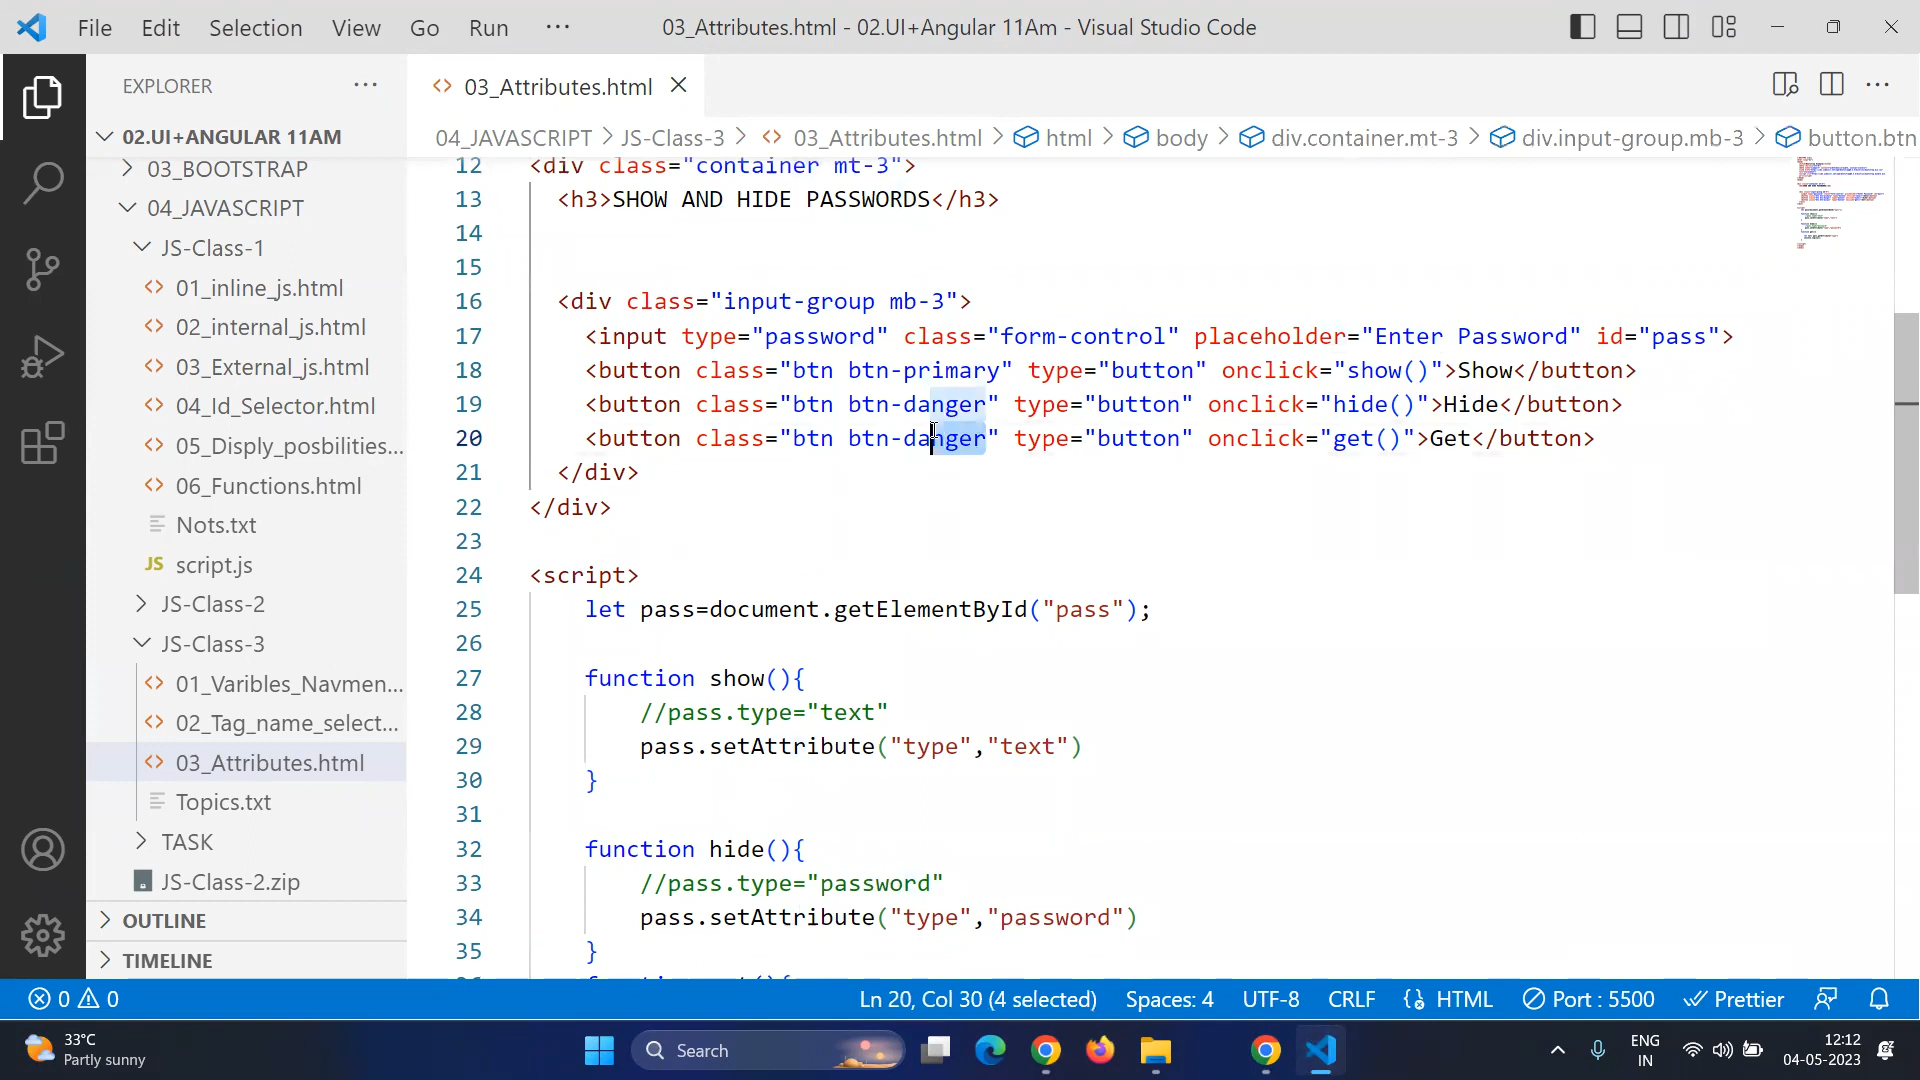 File Edit Selection View Go Run ··· 03_Attributes.html - 02.UI+Angular 11Am - Visual Studio Code
EXPLORER ···
03_Attributes.html
02.UI+ANGULAR 11AM
03_BOOTSTRAP
04_JAVASCRIPT
JS-Class-1
01_inline_js.html
02_internal_js.html
03_External_js.html
04_Id_Selector.html
05_Disply_posbilities...
06_Functions.html
Nots.txt
JS script.js
JS-Class-2
JS-Class-3
01_Varibles_Navmen...
02_Tag_name_select...
03_Attributes.html
Topics.txt
TASK
JS-Class-2.zip
OUTLINE
TIMELINE
04_JAVASCRIPT > JS-Class-3 > 03_Attributes.html > html > body > div.container.mt-3 > div.input-group.mb-3 > button.btn
12 <div class="container mt-3">
13 <h3>SHOW AND HIDE PASSWORDS</h3>
14
15
16 <div class="input-group mb-3">
17 <input type="password" class="form-control" placeholder="Enter Password" id="pass">
18 <button class="btn btn-primary" type="button" onclick="show()">Show</button>
19 <button class="btn btn-danger" type="button" onclick="hide()">Hide</button>
20 <button class="btn btn-danger" type="button" onclick="get()">Get</button>
21 </div>
22 </div>
23
24 <script>
25 let pass=document.getElementById("pass");
26
27 function show(){
28 //pass.type="text"
29 pass.setAttribute("type","text")
30 }
31
32 function hide(){
33 //pass.type="password"
34 pass.setAttribute("type","password")
35 }
0 0 Ln 20, Col 30 (4 selected) Spaces: 4 UTF-8 CRLF HTML Port : 5500 Prettier
33°C
Partly sunny
Search
ENG
IN
12:12
04-05-2023